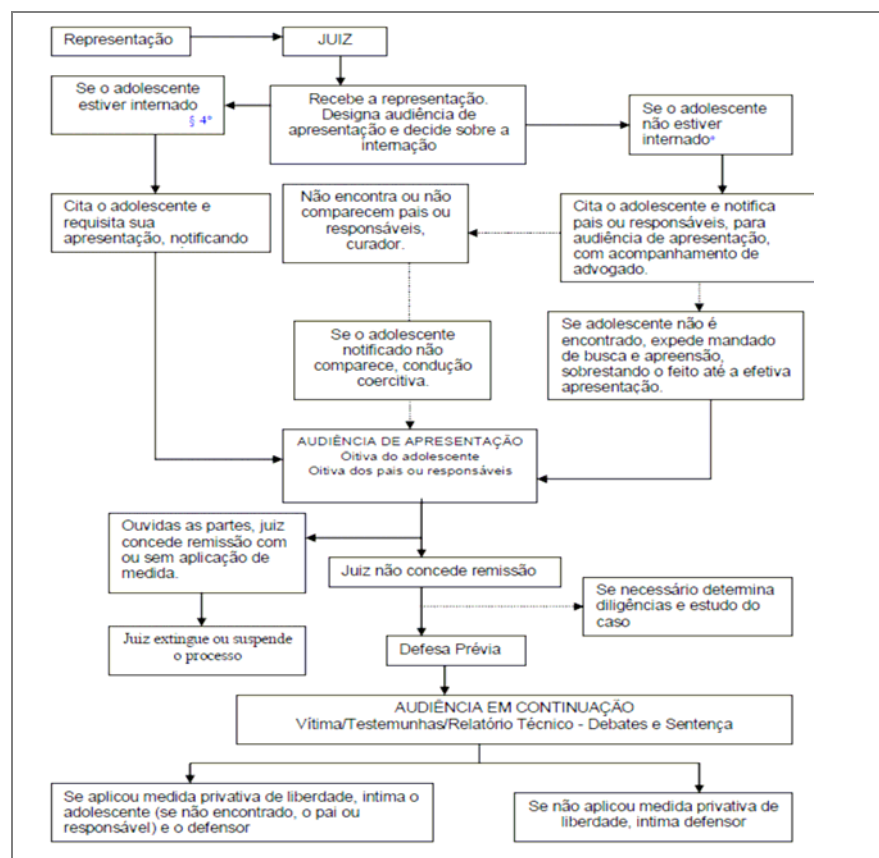 Representação
JUIZ
Se o adolescente
estiver internado
§ 4º
Recebe a representação.
Designa audiência de
apresentação e decide sobre a
internação
Se o adolescente
não estiver
internado*
Cita o adolescente e
requisita sua
apresentação, notificando
Não encontra ou não
comparecem pais ou
responsáveis,
curador.
Cita o adolescente e notifica
pais ou responsáveis, para
audiência de apresentação,
com acompanhamento de
advogado.
Se o adolescente
notificado não
comparece, condução
coercitiva.
Se adolescente não é
encontrado, expede mandado
de busca e apreensão,
sobrestando o feito até a efetiva
apresentação.
AUDIÊNCIA DE APRESENTAÇÃO
Oitiva do adolescente
Oitiva dos pais ou responsáveis
Ouvidas as partes, juiz
concede remissão com
ou sem aplicação de
medida.
Juiz não concede remissão
Se necessário determina
diligências e estudo do
caso
Juiz extingue ou suspende
o processo
Defesa Prévia
AUDIÊNCIA EM CONTINUAÇÃO
Vítima/Testemunhas/Relatório Técnico - Debates e Sentença
Se aplicou medida privativa de liberdade, intima o
adolescente (se não encontrado, o pai ou
responsável) e o defensor
Se não aplicou medida privativa de
liberdade, intima defensor